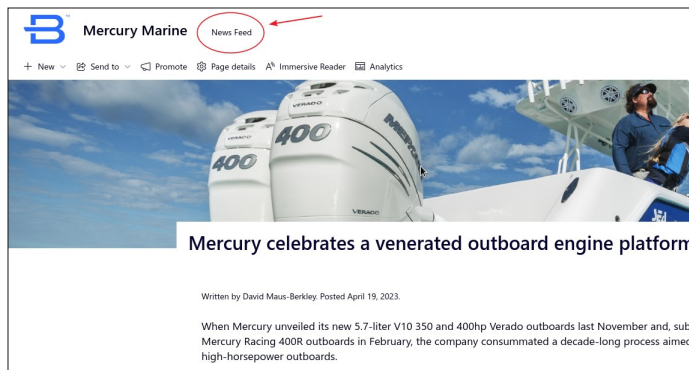 Mercury Marine News Feed
New Send to Promote Page details Immersive Reader Analytics
VERADO
VERADO
400
400
VERADO
Mercury celebrates a venerated outboard engine platform
Written by David Maus-Berkley. Posted April 19, 2023.
When Mercury unveiled its new 5.7-liter V10 350 and 400hp Verado outboards last November and, sub
Mercury Racing 400R outboards in February, the company consummated a decade-long process aimed
high-horsepower outboards.